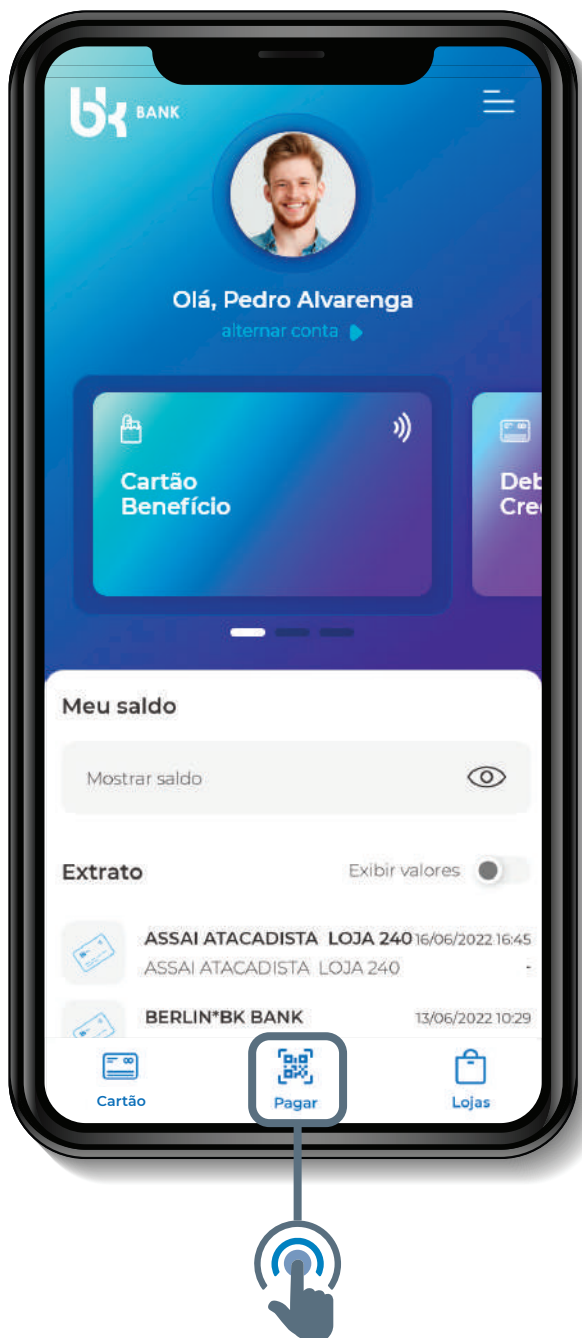 bk BANK
Olá, Pedro Alvarenga
alternar conta
Cartão
Benefício
Deb
Cre
Meu saldo
Mostrar saldo
Extrato Exibir valores
ASSAI ATACADISTA LOJA 240 16/06/2022 16:45
ASSAI ATACADISTA LOJA 240 -
BERLIN*BK BANK 13/06/2022 10:29
Cartão Pagar Lojas